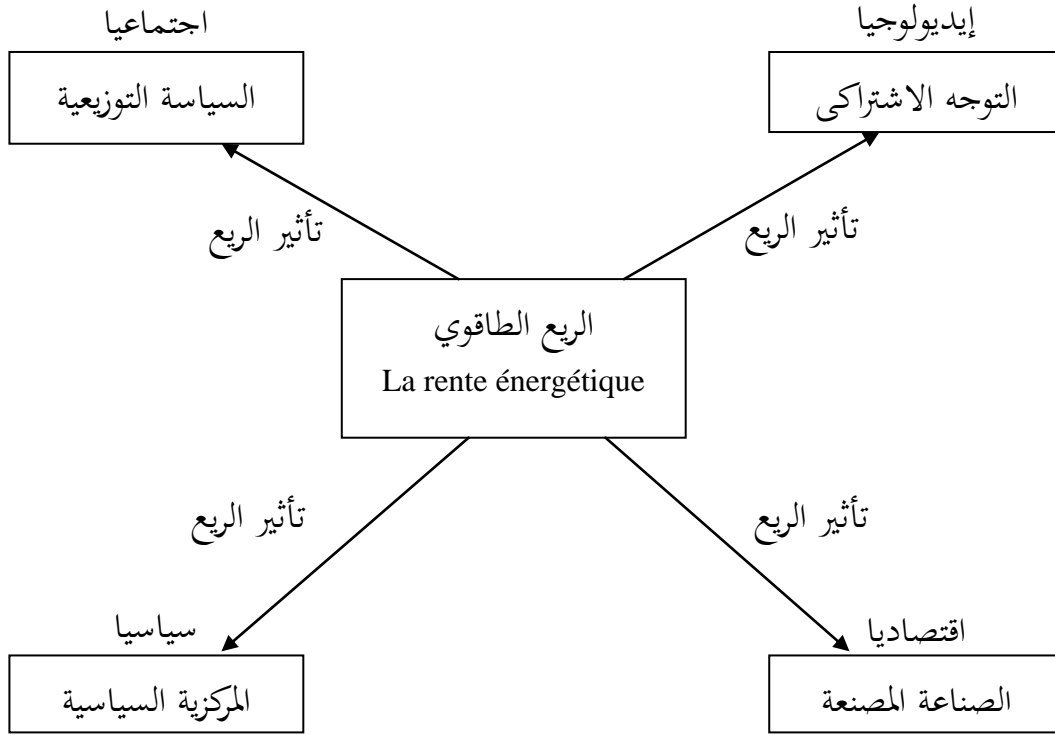 إيديولوجيا
اجتماعيا
التوجه الاشتراكى
السياسة التوزيعية
تأثير الريع
تأثير الريع
الريع الطاقوي
La rente énergétique
تأثير الريع
تأثير الريع
اقتصاديا
سياسيا
الصناعة المصنعة
المركزية السياسية